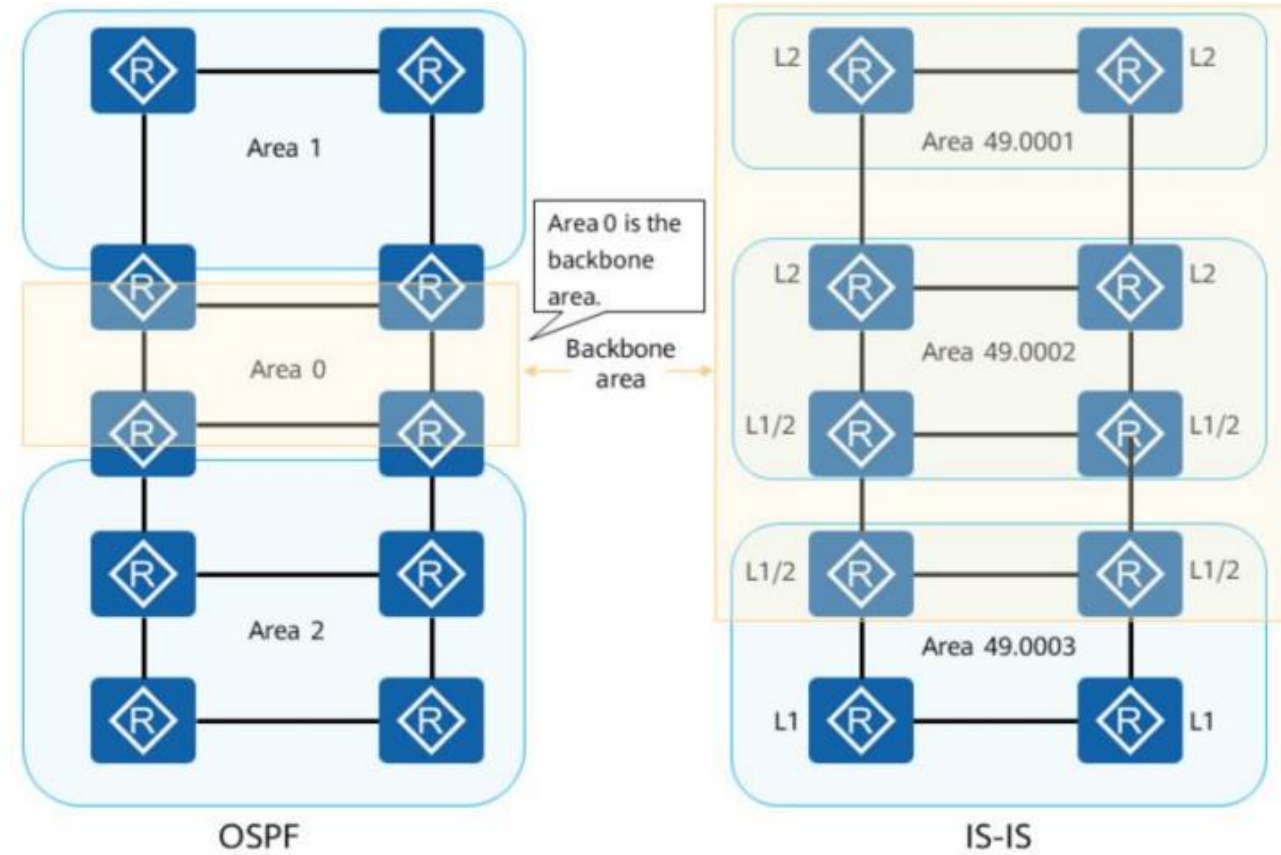 R
R
Area 1
R
R
Area 0
R
R
R
R
Area 2
R
R
OSPF
Area 0 is the
backbone
area.
Backbone
area
L2
R
R
L2
Area 49.0001
L2
R
R
L2
Area 49.0002
L1/2
R
R
L1/2
L1/2
R
R
L1/2
Area 49.0003
L1
R
R
L1
IS-IS